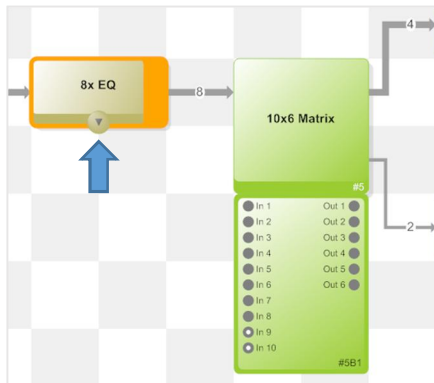 4
8x EQ
8
10x6 Matrix
#5
2
In 1 Out 1
In 2 Out 2
In 3 Out 3
In 4 Out 4
In 5 Out 5
In 6 Out 6
In 7
In 8
In 9
In 10
#5B1